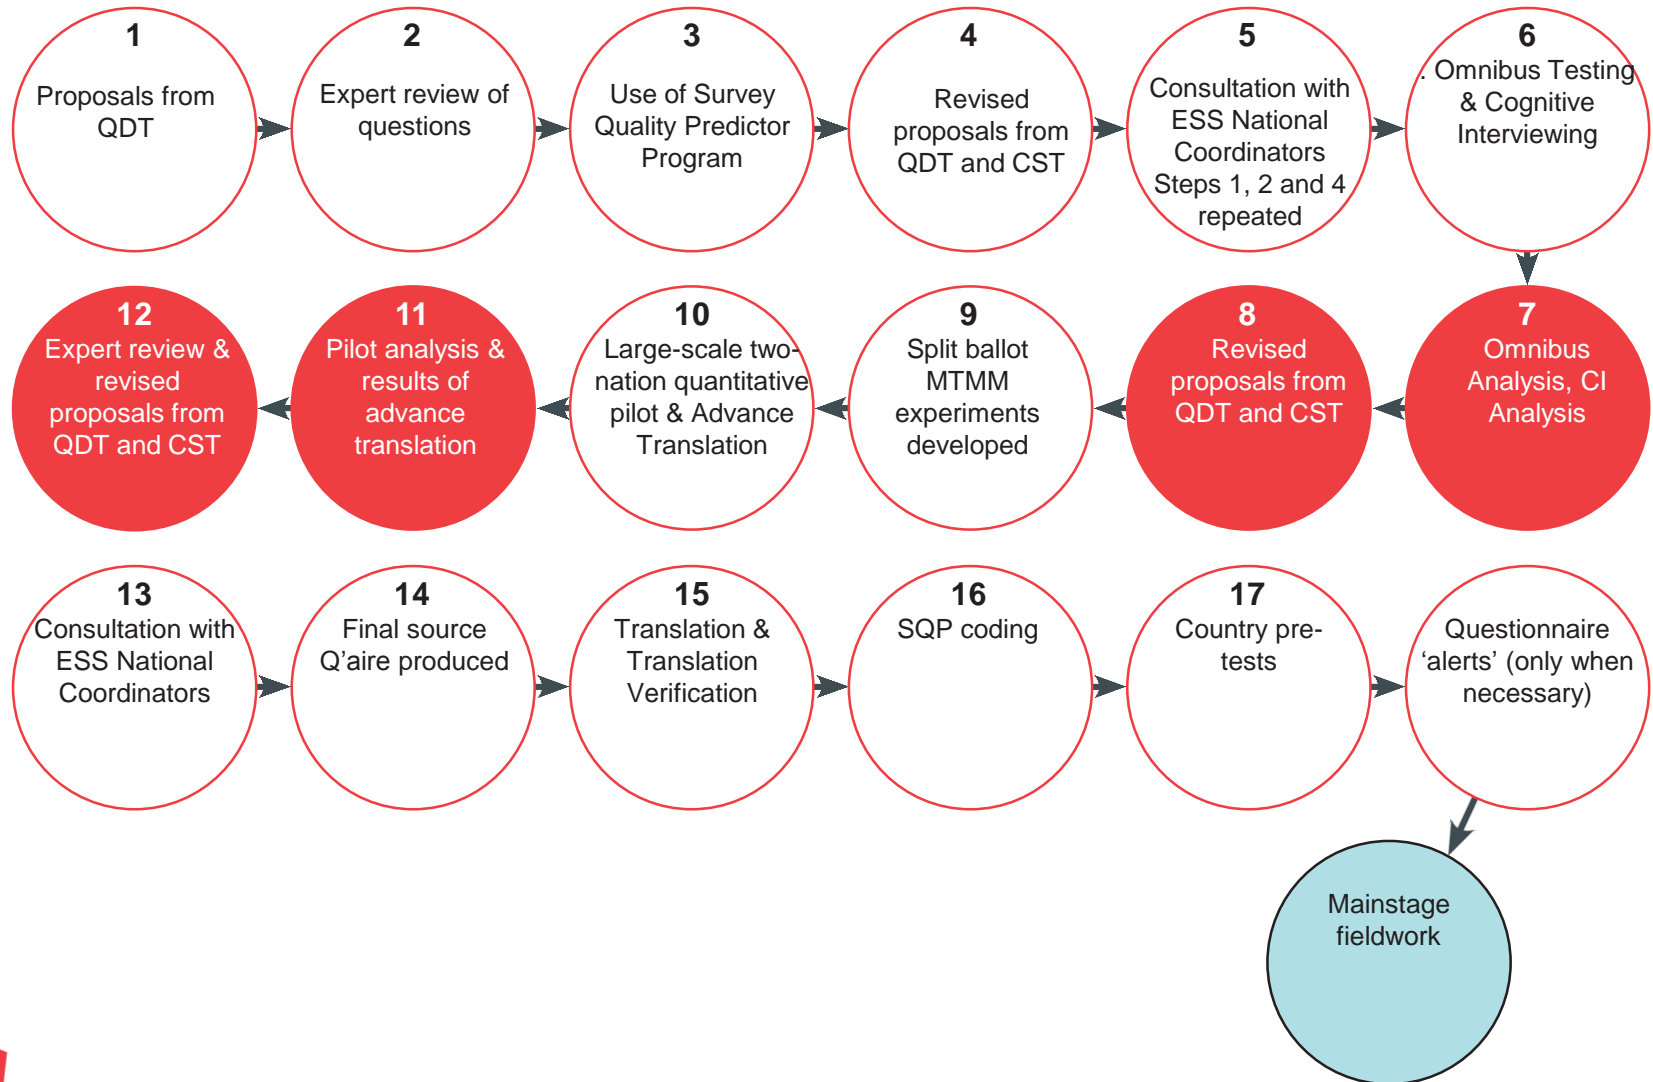 1
Proposals from
QDT
2
Expert review of
questions
3
Use of Survey
Quality Predictor
Program
4
Revised
proposals from
QDT and CST
5
Consultation with
ESS National
Coordinators
Steps 1, 2 and 4
repeated
6
. Omnibus Testing
& Cognitive
Interviewing
7
Omnibus
Analysis, CI
Analysis
8
Revised
proposals from
QDT and CST
9
Split ballot
MTMM
experiments
developed
10
Large-scale two-
nation quantitative
pilot & Advance
Translation
11
Pilot analysis &
results of
advance
translation
12
Expert review &
revised
proposals from
QDT and CST
13
Consultation with
ESS National
Coordinators
14
Final source
Q’aire produced
15
Translation &
Translation
Verification
16
SQP coding
17
Country pre-
tests
Questionnaire
‘alerts’ (only when
necessary)
Mainstage
fieldwork